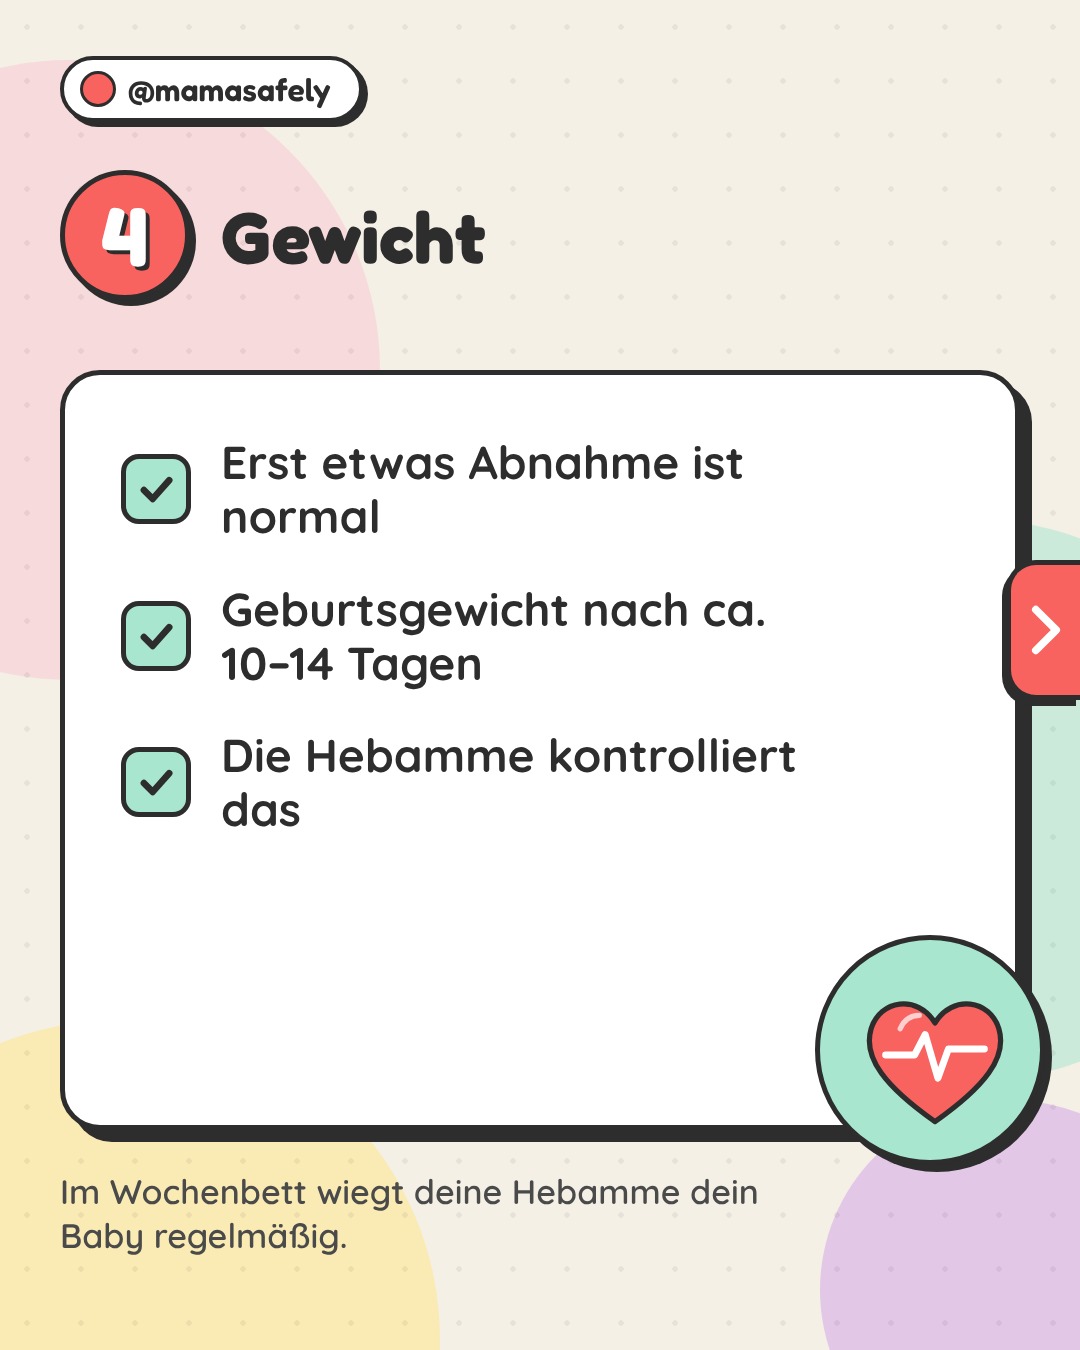 @mamasafely
4
Gewicht
Erst etwas Abnahme ist
normal
Geburtsgewicht nach ca.
10–14 Tagen
Die Hebamme kontrolliert
das
Im Wochenbett wiegt deine Hebamme dein
Baby regelmäßig.